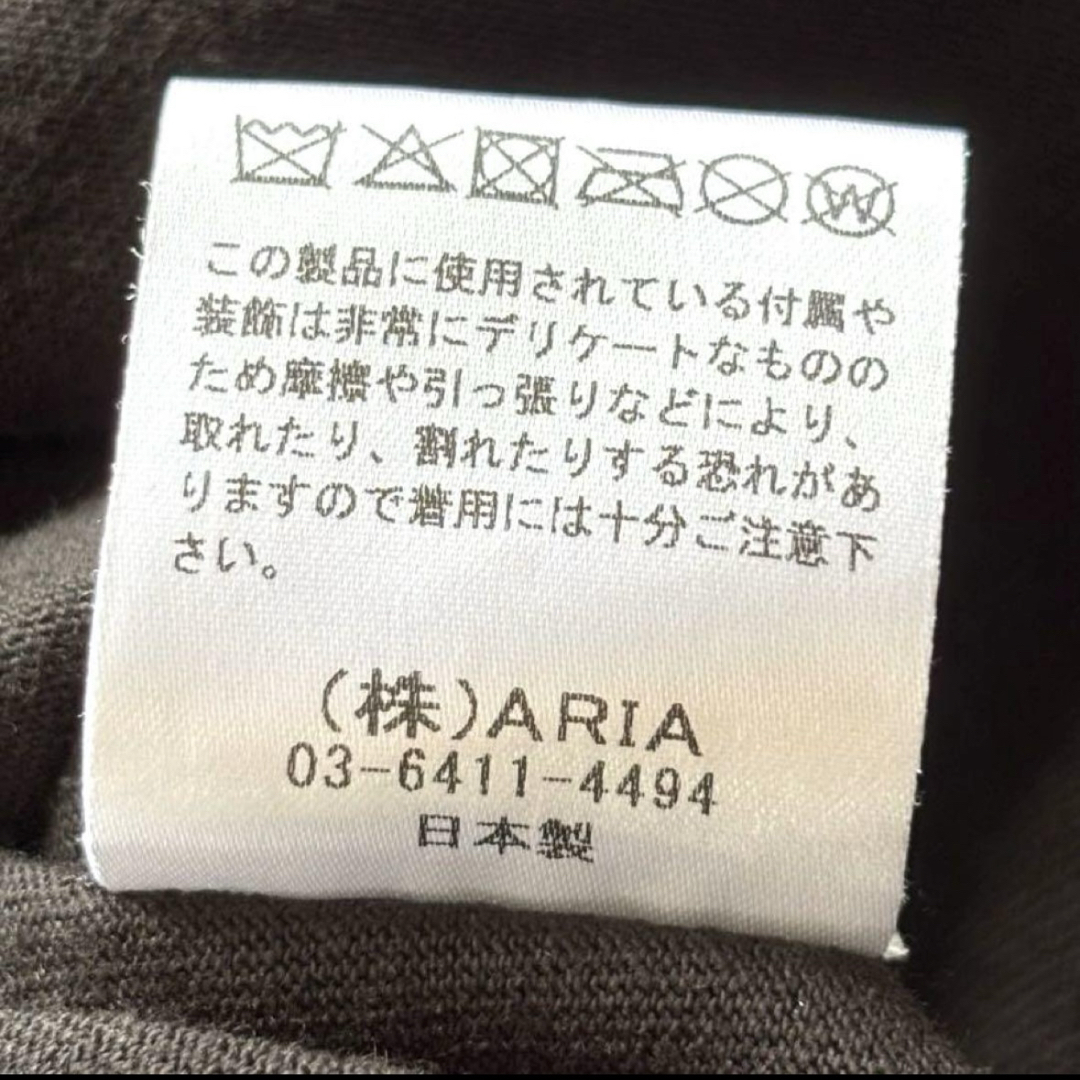 この製品に使用されている付属や
装飾は非常にデリケートなものの
ため摩擦や引っ張りなどにより、
取れたり、割れたりする恐れがあ
りますので着用には十分ご注意下
さい。
(株)ARIA
03-6411-4494
日本製